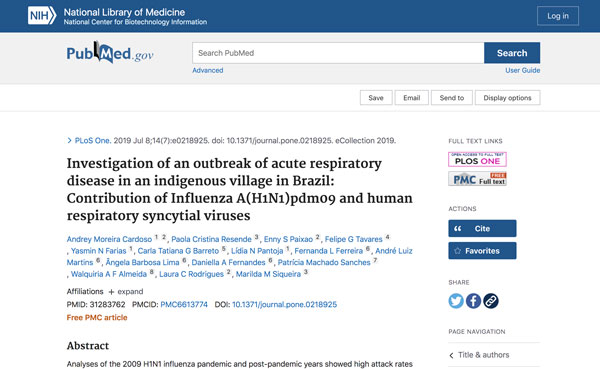 NIH National Library of Medicine
National Center for Biotechnology Information
Log in
PubMed.gov
Search PubMed
Search
Advanced
User Guide
Save
Email
Send to
Display options
> PLoS One. 2019 Jul 8;14(7):e0218925. doi: 10.1371/journal.pone.0218925. eCollection 2019.
Investigation of an outbreak of acute respiratory
disease in an indigenous village in Brazil:
Contribution of Influenza A(H1N1)pdm09 and human
respiratory syncytial viruses
Andrey Moreira Cardoso 1 2, Paola Cristina Resende 3, Enny S Paixao 2, Felipe G Tavares 4
, Yasmin N Farias 1, Carla Tatiana G Barreto 5, Lídia N Pantoja 1, Fernanda L Ferreira 6, André Luiz
Martins 6, Ângela Barbosa Lima 6, Daniella A Fernandes 6, Patrícia Machado Sanches 7
, Walquiria A F Almeida 8, Laura C Rodrigues 2, Marilda M Siqueira 3
Affiliations + expand
PMID: 31283762 PMCID: PMC6613774 DOI: 10.1371/journal.pone.0218925
Free PMC article
Abstract
Analyses of the 2009 H1N1 influenza pandemic and post-pandemic years showed high attack rates
FULL TEXT LINKS
OPEN ACCESS TO FULL TEXT
PLOS ONE
PMC Full text
ACTIONS
Cite
Favorites
SHARE
PAGE NAVIGATION
< Title & authors